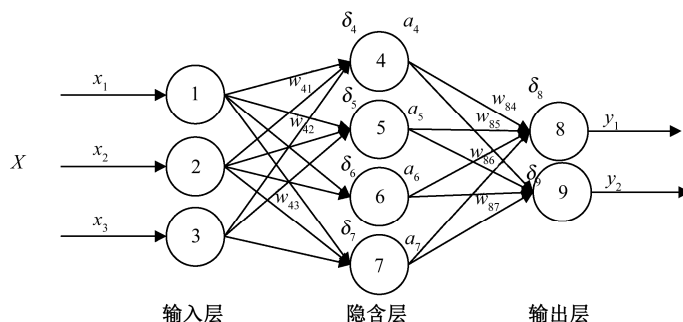 δ₄ a₄
x₁ 1 w₄₁ 4 w₈₄ δ₈
δ₅ a₅ w₈₅ 8 y₁
w₄₂ 5
X x₂ 2 δ₆ a₆ w₈₆ δ₉
w₄₃ 6 w₈₇ 9 y₂
x₃ 3 δ₇ a₇
7
输入层 隐含层 输出层